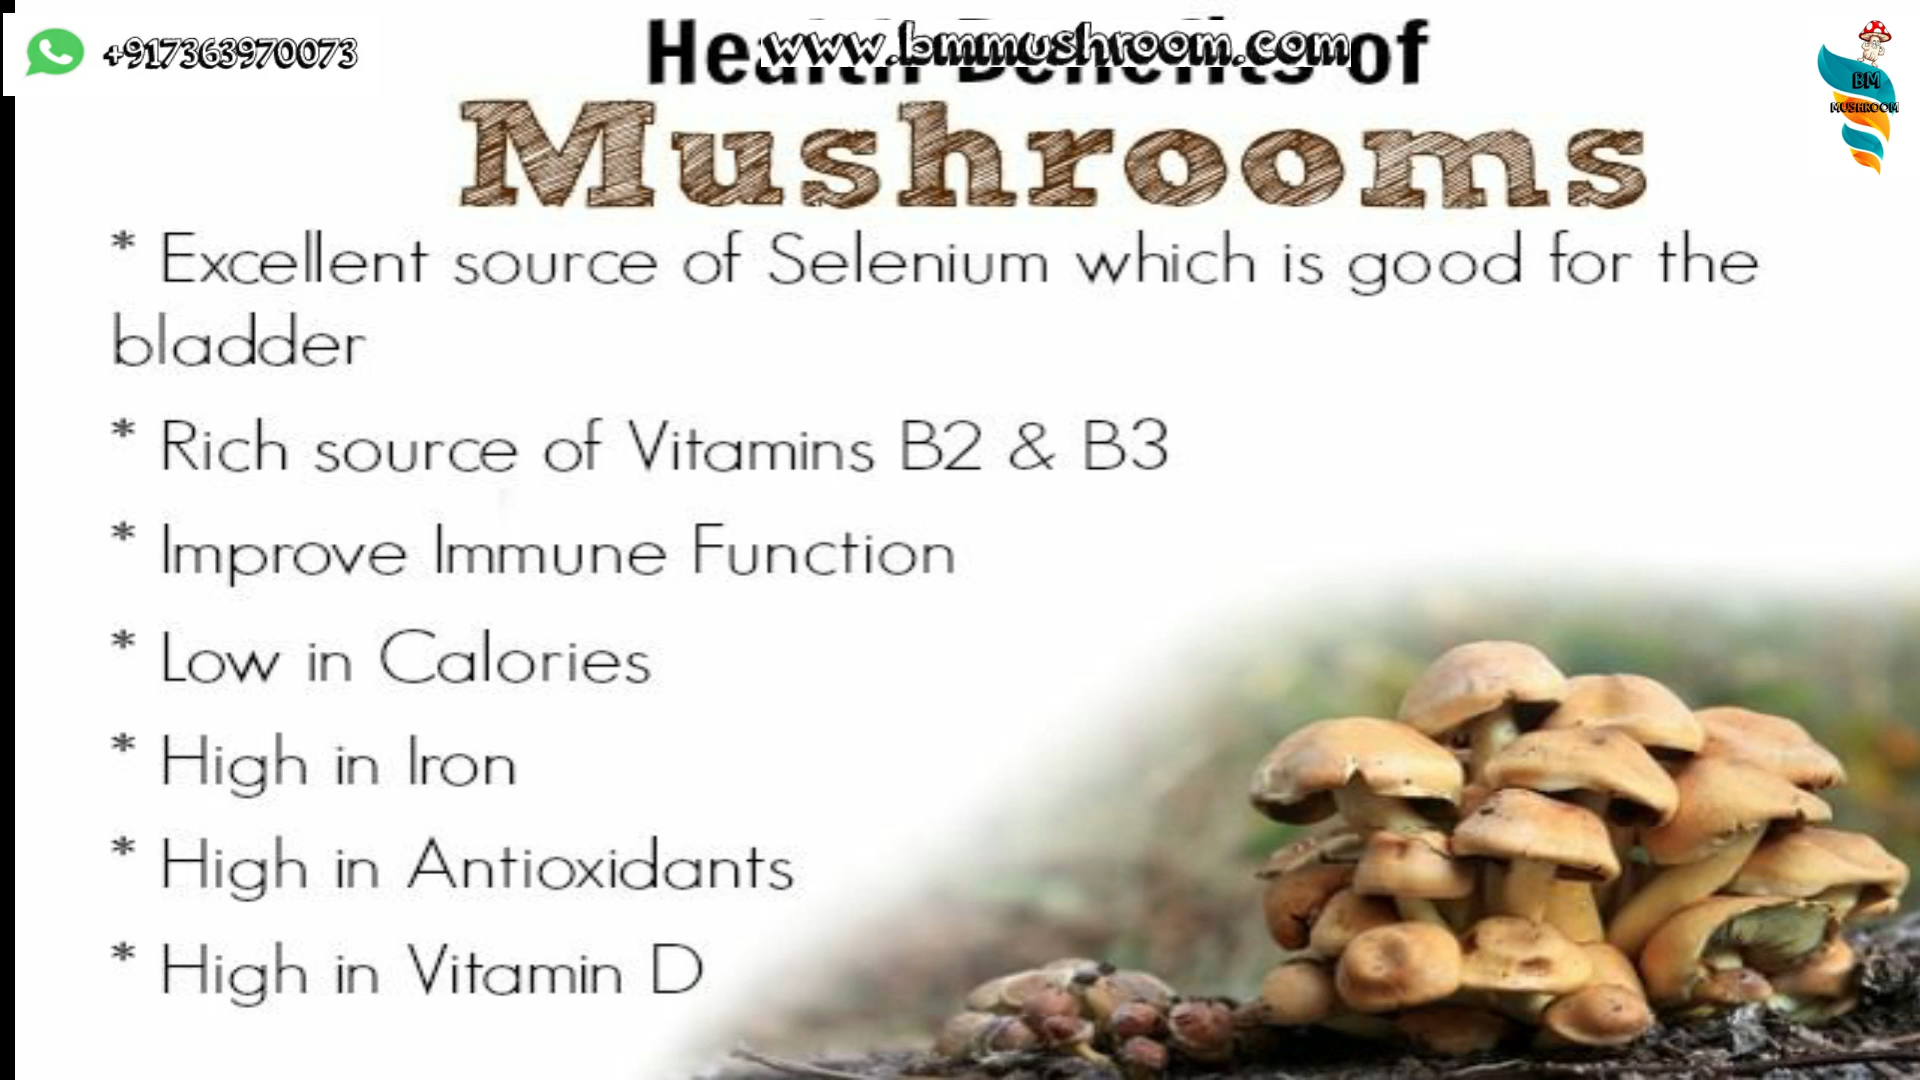 +917363970073
Health Benefits of
www.bmmushroom.com
BM
MUSHROOM
Mushrooms
* Excellent source of Selenium which is good for the
bladder
* Rich source of Vitamins B2 & B3
* Improve Immune Function
* Low in Calories
* High in Iron
* High in Antioxidants
* High in Vitamin D